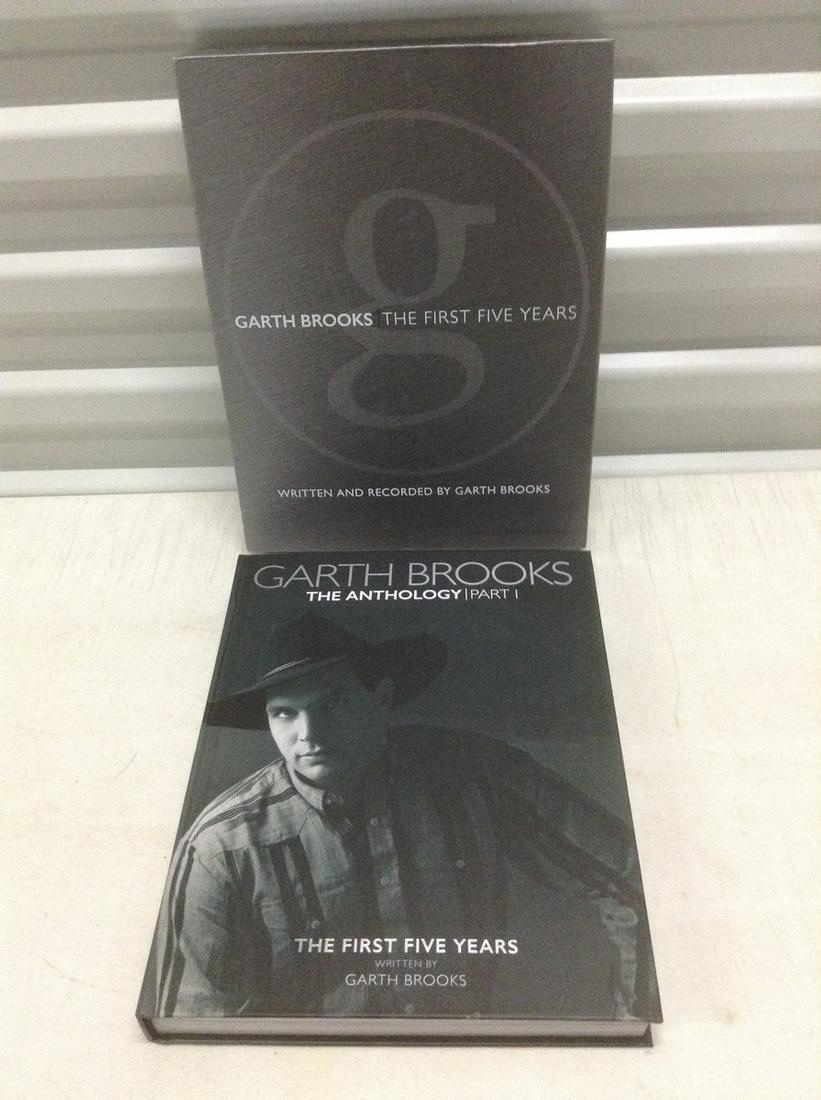 g
GARTH BROOKS | THE FIRST FIVE YEARS
WRITTEN AND RECORDED BY GARTH BROOKS
GARTH BROOKS
THE ANTHOLOGY | PART I
THE FIRST FIVE YEARS
WRITTEN BY
GARTH BROOKS